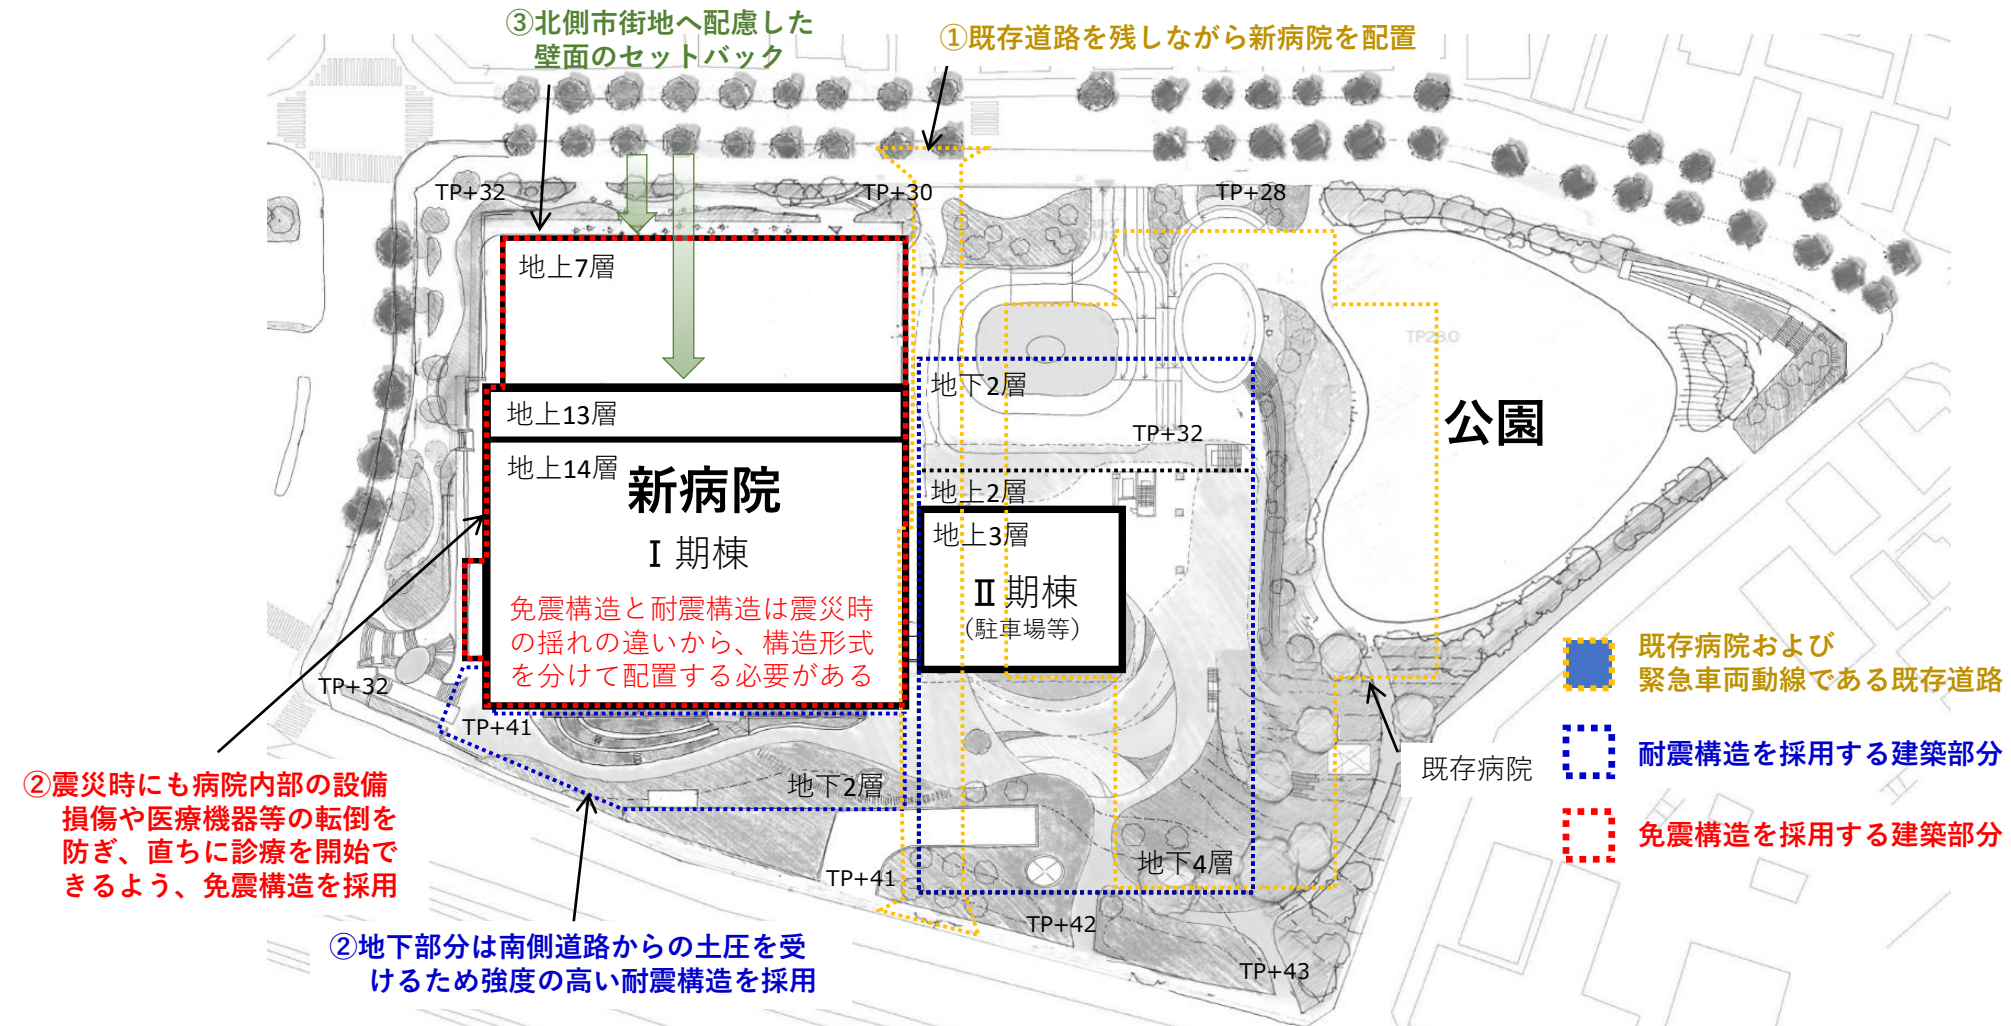 ③北側市街地へ配慮した
壁面のセットバック
①既存道路を残しながら新病院を配置
TP+32
TP+30
TP+28
地上7層
TP23.0
地下2層
公園
地上13層
TP+32
地上14層
新病院
地上2層
Ⅰ期棟
地上3層
Ⅱ期棟
(駐車場等)
免震構造と耐震構造は震災時
の揺れの違いから、構造形式
を分けて配置する必要がある
既存病院および
緊急車両動線である既存道路
TP+32
TP+41
耐震構造を採用する建築部分
既存病院
地下2層
免震構造を採用する建築部分
②震災時にも病院内部の設備
損傷や医療機器等の転倒を
防ぎ、直ちに診療を開始で
きるよう、免震構造を採用
地下4層
TP+41
TP+42
②地下部分は南側道路からの土圧を受
けるため強度の高い耐震構造を採用
TP+43